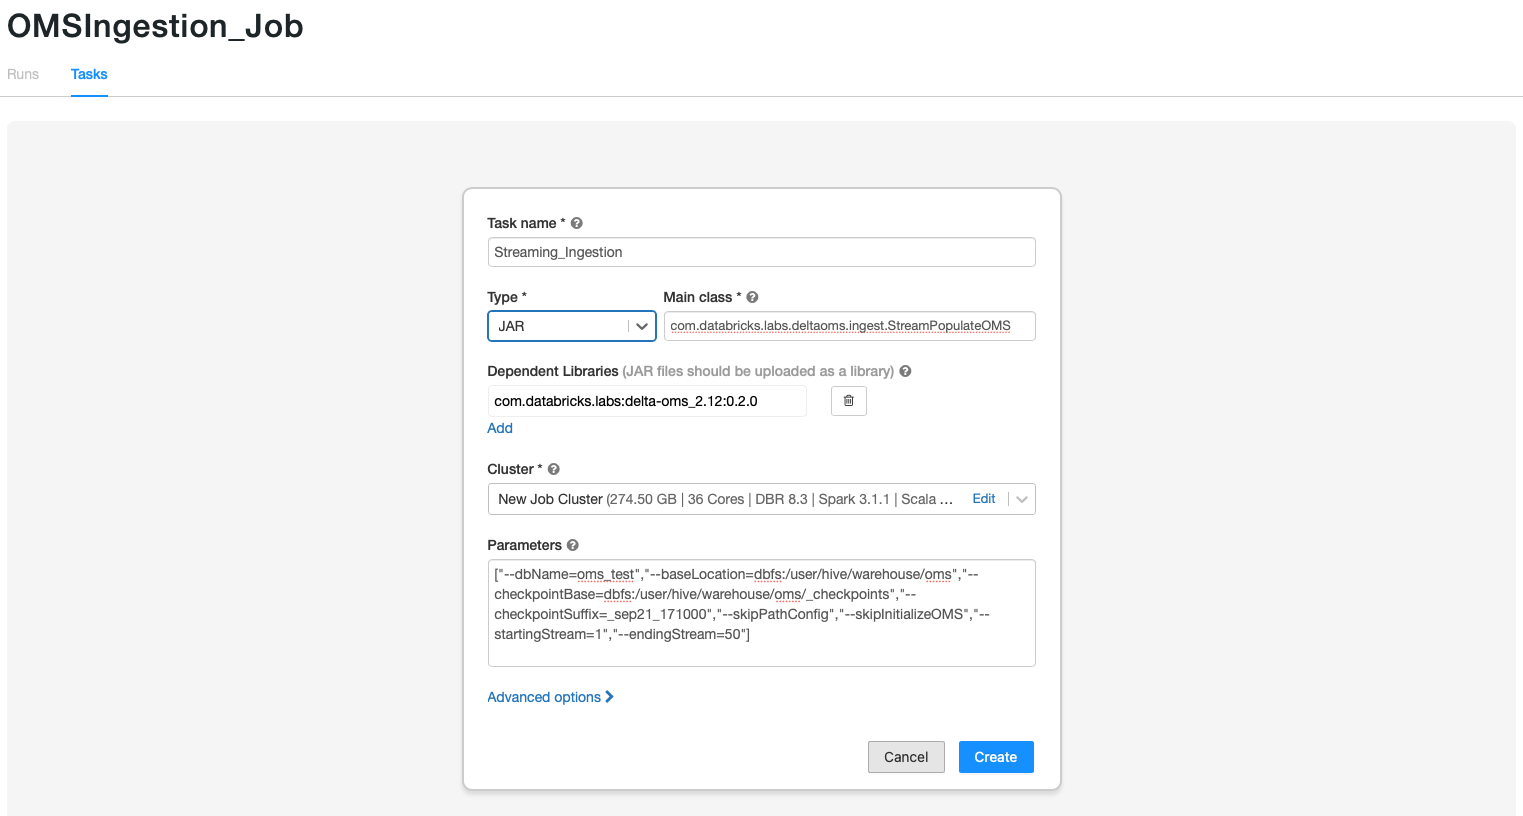 OMSIngestion_Job
Runs Tasks
Task name *
Streaming_Ingestion
Type * Main class *
JAR com.databricks.labs.deltaoms.ingest.StreamPopulateOMS
Dependent Libraries (JAR files should be uploaded as a library)
com.databricks.labs:delta-oms_2.12:0.2.0
Add
Cluster *
New Job Cluster (274.50 GB | 36 Cores | DBR 8.3 | Spark 3.1.1 | Scala ... Edit
Parameters
["--dbName=oms_test","--baseLocation=dbfs:/user/hive/warehouse/oms","--
checkpointBase=dbfs:/user/hive/warehouse/oms/_checkpoints","--
checkpointSuffix=_sep21_171000","--skipPathConfig","--skipInitializeOMS","--
startingStream=1","--endingStream=50"]
Advanced options
Cancel Create